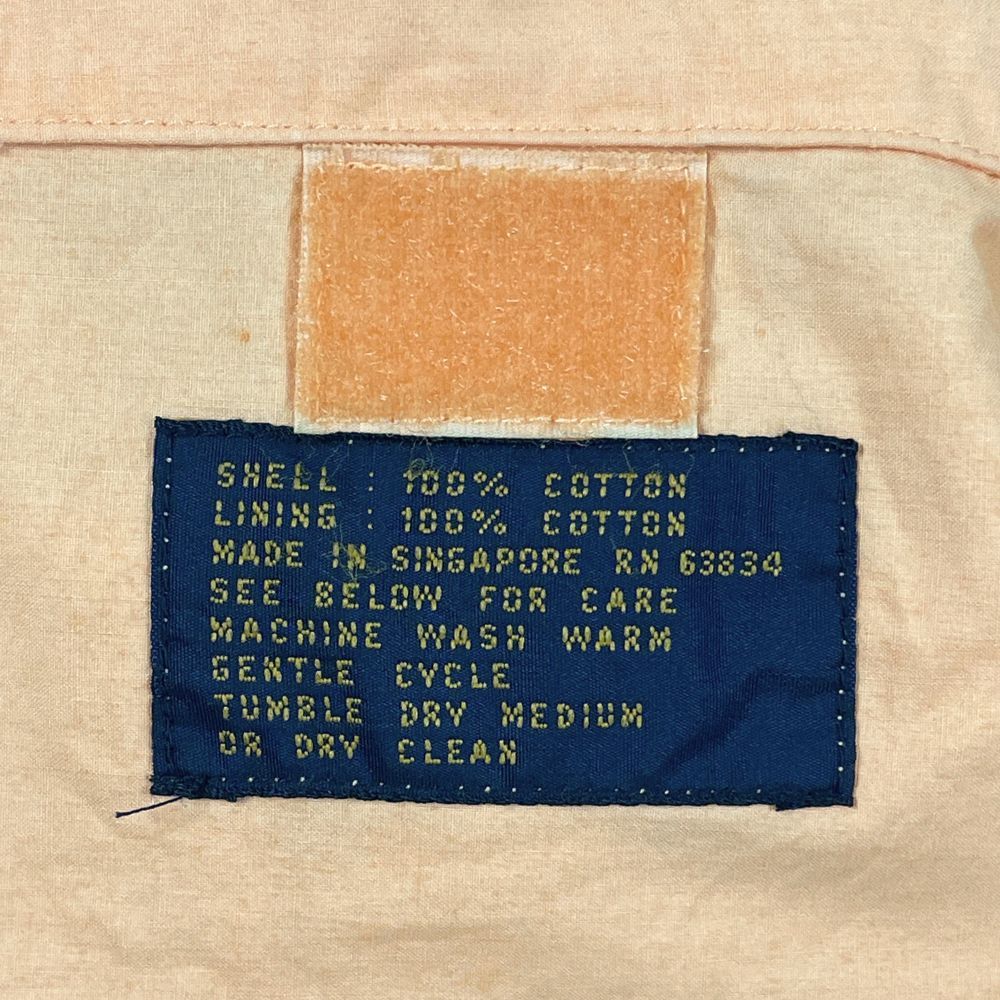 SHELL : 100% COTTON
LINING : 100% COTTON
MADE IN SINGAPORE RN 63834
SEE BELOW FOR CARE
MACHINE WASH WARM
GENTLE CYCLE
TUMBLE DRY MEDIUM
OR DRY CLEAN